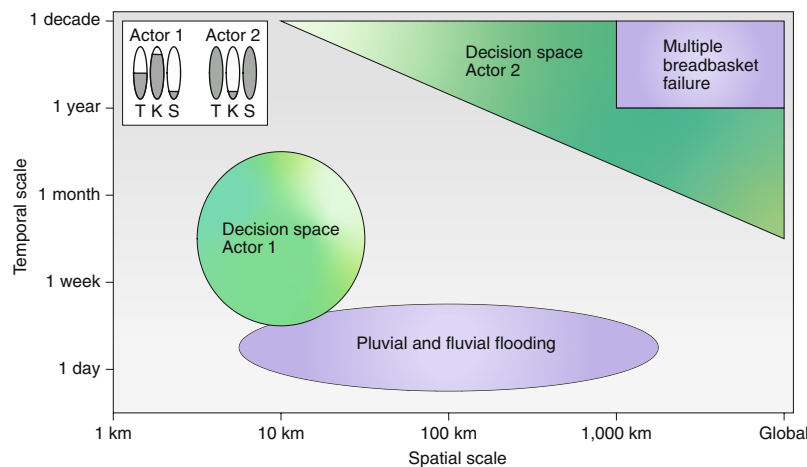 1 decade
1 year
1 month
1 week
1 day
Temporal scale
Actor 1
Actor 2
T K S
T K S
Decision space
Actor 2
Multiple
breadbasket
failure
Decision space
Actor 1
Pluvial and fluvial flooding
1 km
10 km
100 km
1,000 km
Global
Spatial scale